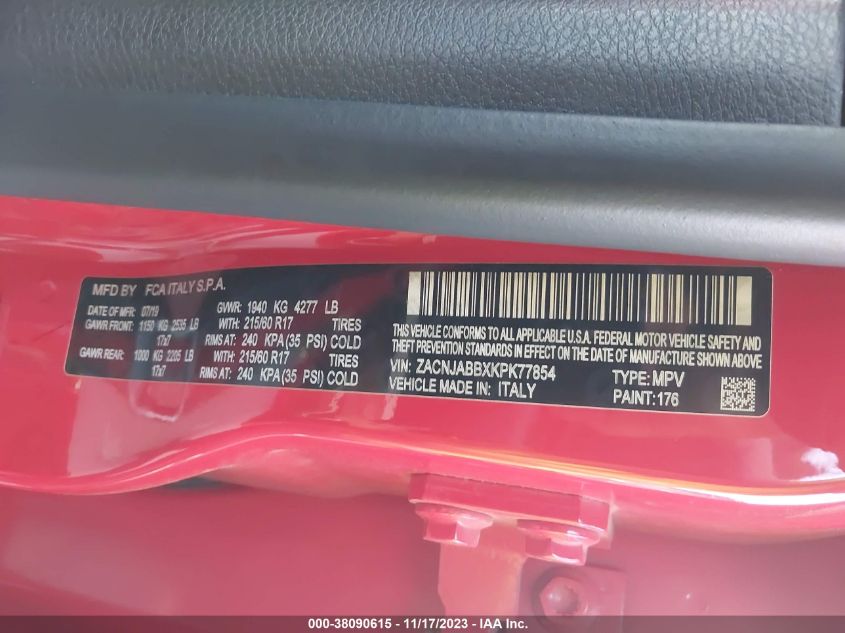 MFD BY FCA ITALY S.P.A.
DATE OF MFR: 07/19 GVWR: 1940 KG 4277 LB
GAWR FRONT: 1150 KG 2535 LB WITH: 215/60 R17 TIRES
17x7 RIMS AT: 240 KPA(35 PSI) COLD
GAWR REAR: 1000 KG 2205 LB WITH: 215/60 R17 TIRES
17x7 RIMS AT: 240 KPA(35 PSI) COLD
THIS VEHICLE CONFORMS TO ALL APPLICABLE U.S.A. FEDERAL MOTOR VEHICLE SAFETY AND
THEFT PREVENTION STANDARDS IN EFFECT ON THE DATE OF MANUFACTURE SHOWN ABOVE
VIN: ZACNJABBXKPK77854 TYPE: MPV
VEHICLE MADE IN: ITALY PAINT:176
000-38090615 - 11/17/2023 - IAA Inc.